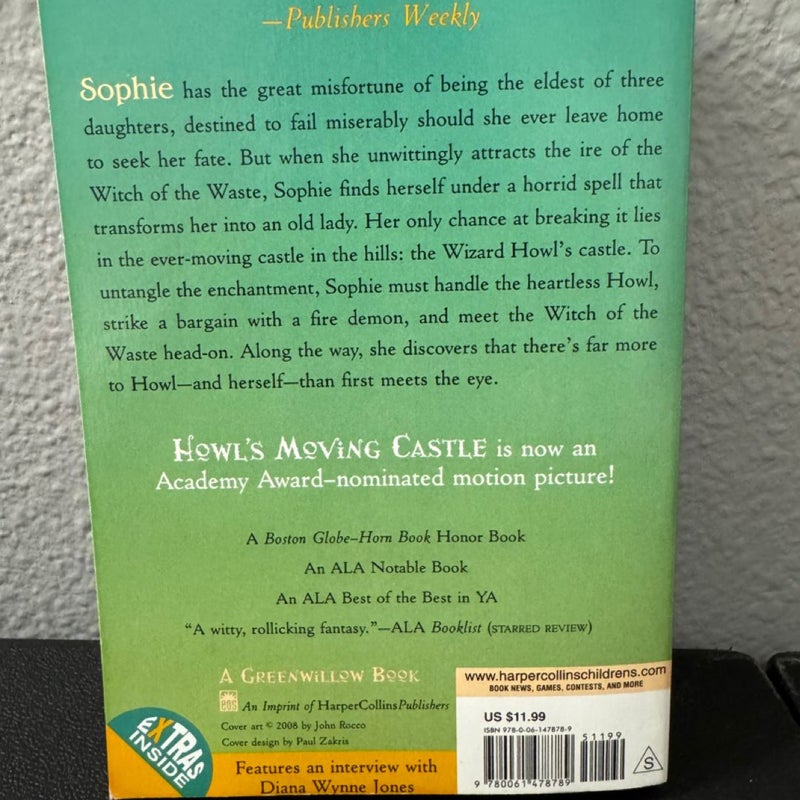 —Publishers Weekly
Sophie has the great misfortune of being the eldest of three
daughters, destined to fail miserably should she ever leave home
to seek her fate. But when she unwittingly attracts the ire of the
Witch of the Waste, Sophie finds herself under a horrid spell that
transforms her into an old lady. Her only chance at breaking it lies
in the ever-moving castle in the hills: the Wizard Howl's castle. To
untangle the enchantment, Sophie must handle the heartless Howl,
strike a bargain with a fire demon, and meet the Witch of the
Waste head-on. Along the way, she discovers that there's far more
to Howl—and herself—than first meets the eye.
HOWL'S MOVING CASTLE is now an
Academy Award–nominated motion picture!
A Boston Globe–Horn Book Honor Book
An ALA Notable Book
An ALA Best of the Best in YA
“A witty, rollicking fantasy.”—ALA Booklist (STARRED REVIEW)
A GREENWILLOW BOOK
An Imprint of HarperCollinsPublishers
Cover art © 2008 by John Rocco
Cover design by Paul Zakris
EXTRAS
INSIDE
Features an interview with
Diana Wynne Jones
www.harpercollinschildrens.com
BOOK NEWS, GAMES, CONTESTS, AND MORE
US $11.99
ISBN 978-0-06-147878-9
51199
9 780061 478789
S